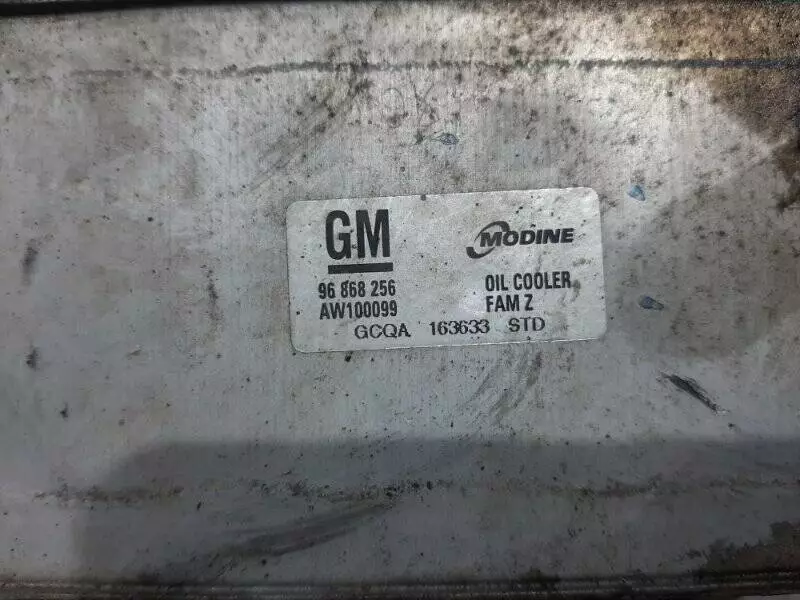 GM MODINE
96 868 256 OIL COOLER
AW100099 FAM Z
GCQA 163633 STD